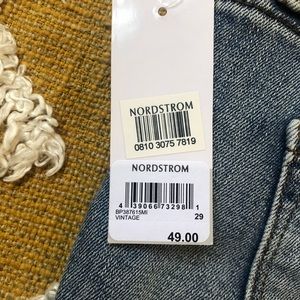 NORDSTROM
0810 3075 7819
NORDSTROM
4 39066 73298 1
BP387615MI
VINTAGE 29
49.00